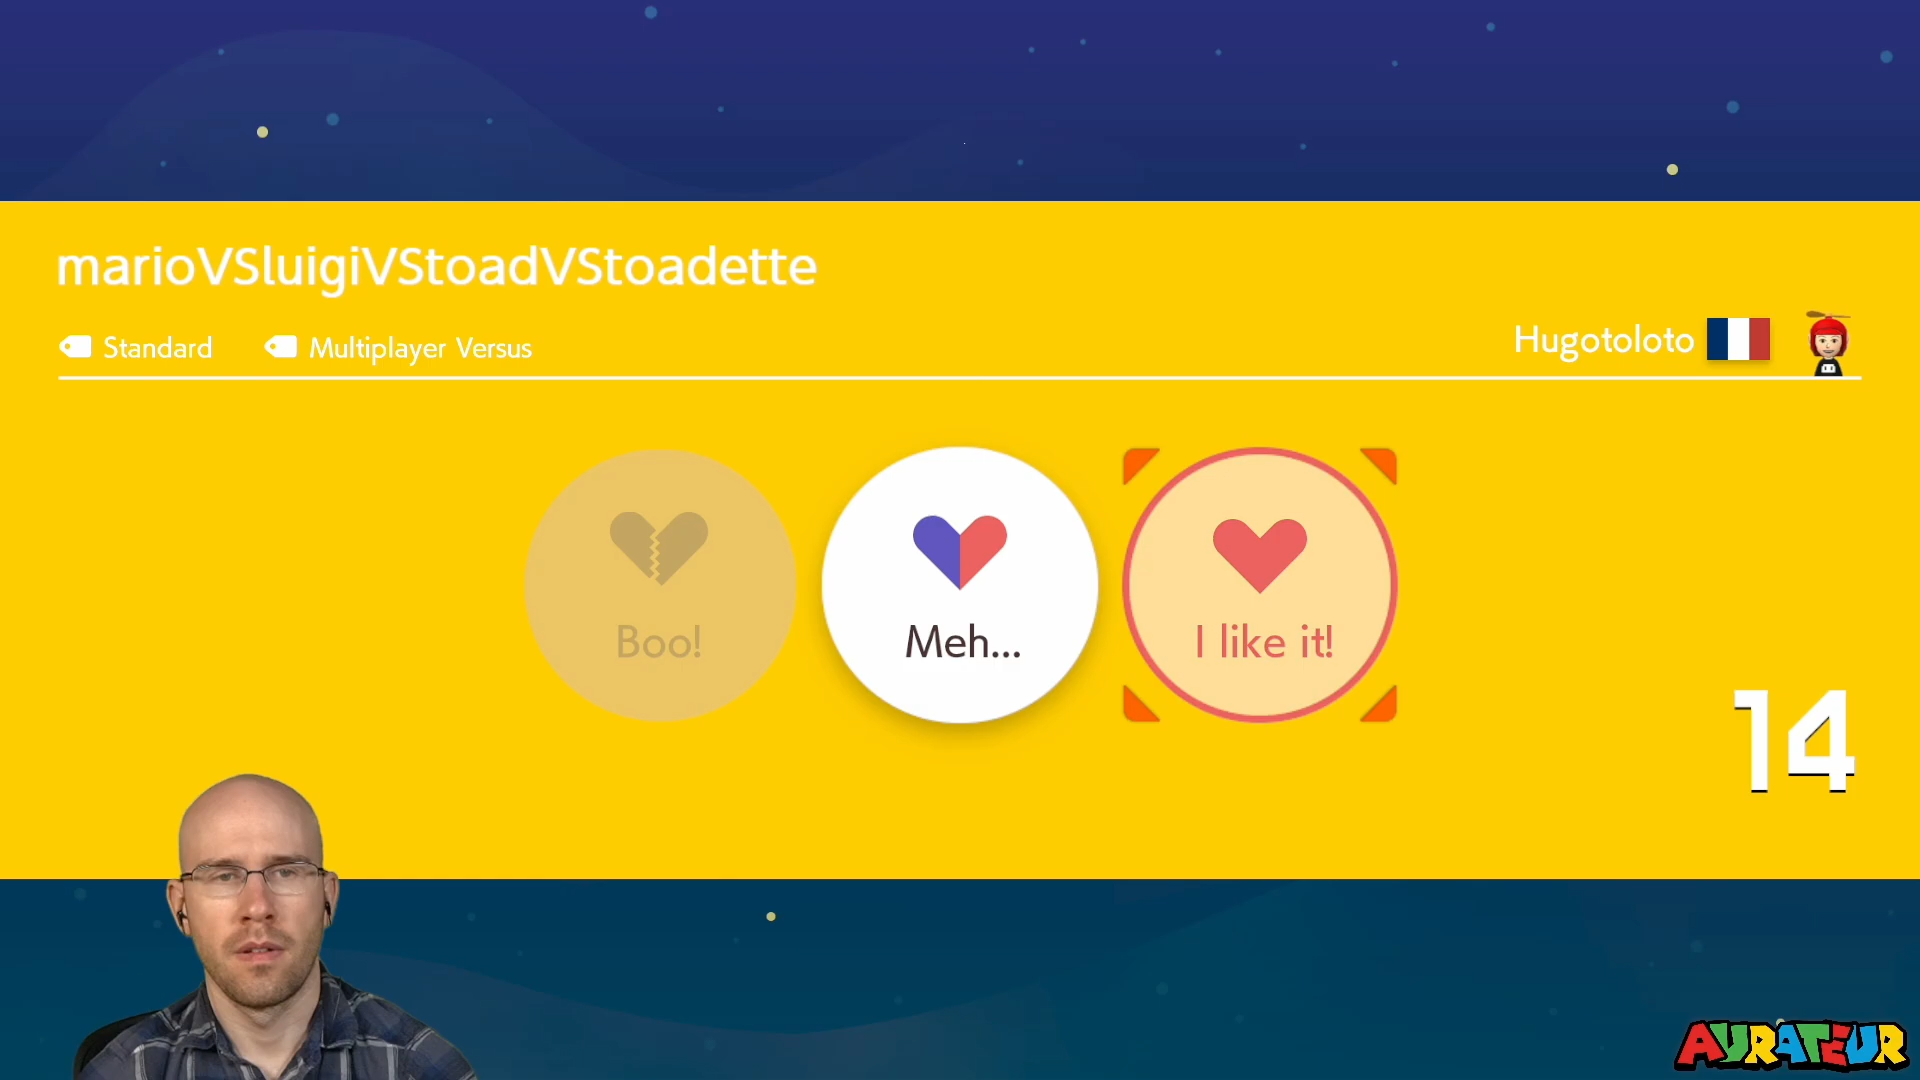 marioVSluigiVStoadVStoadette
Standard Multiplayer Versus
Hugotoloto
Boo! Meh... I like it!
14
AURATEUR